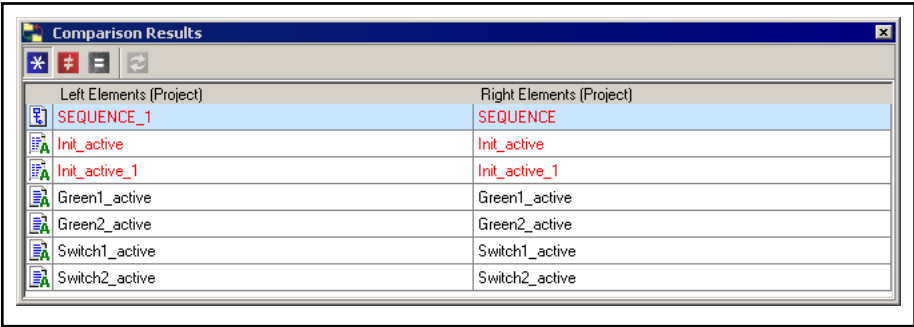 Comparison Results
Left Elements (Project) Right Elements (Project)
SEQUENCE_1 SEQUENCE
Init_active Init_active
Init_active_1 Init_active_1
Green1_active Green1_active
Green2_active Green2_active
Switch1_active Switch1_active
Switch2_active Switch2_active